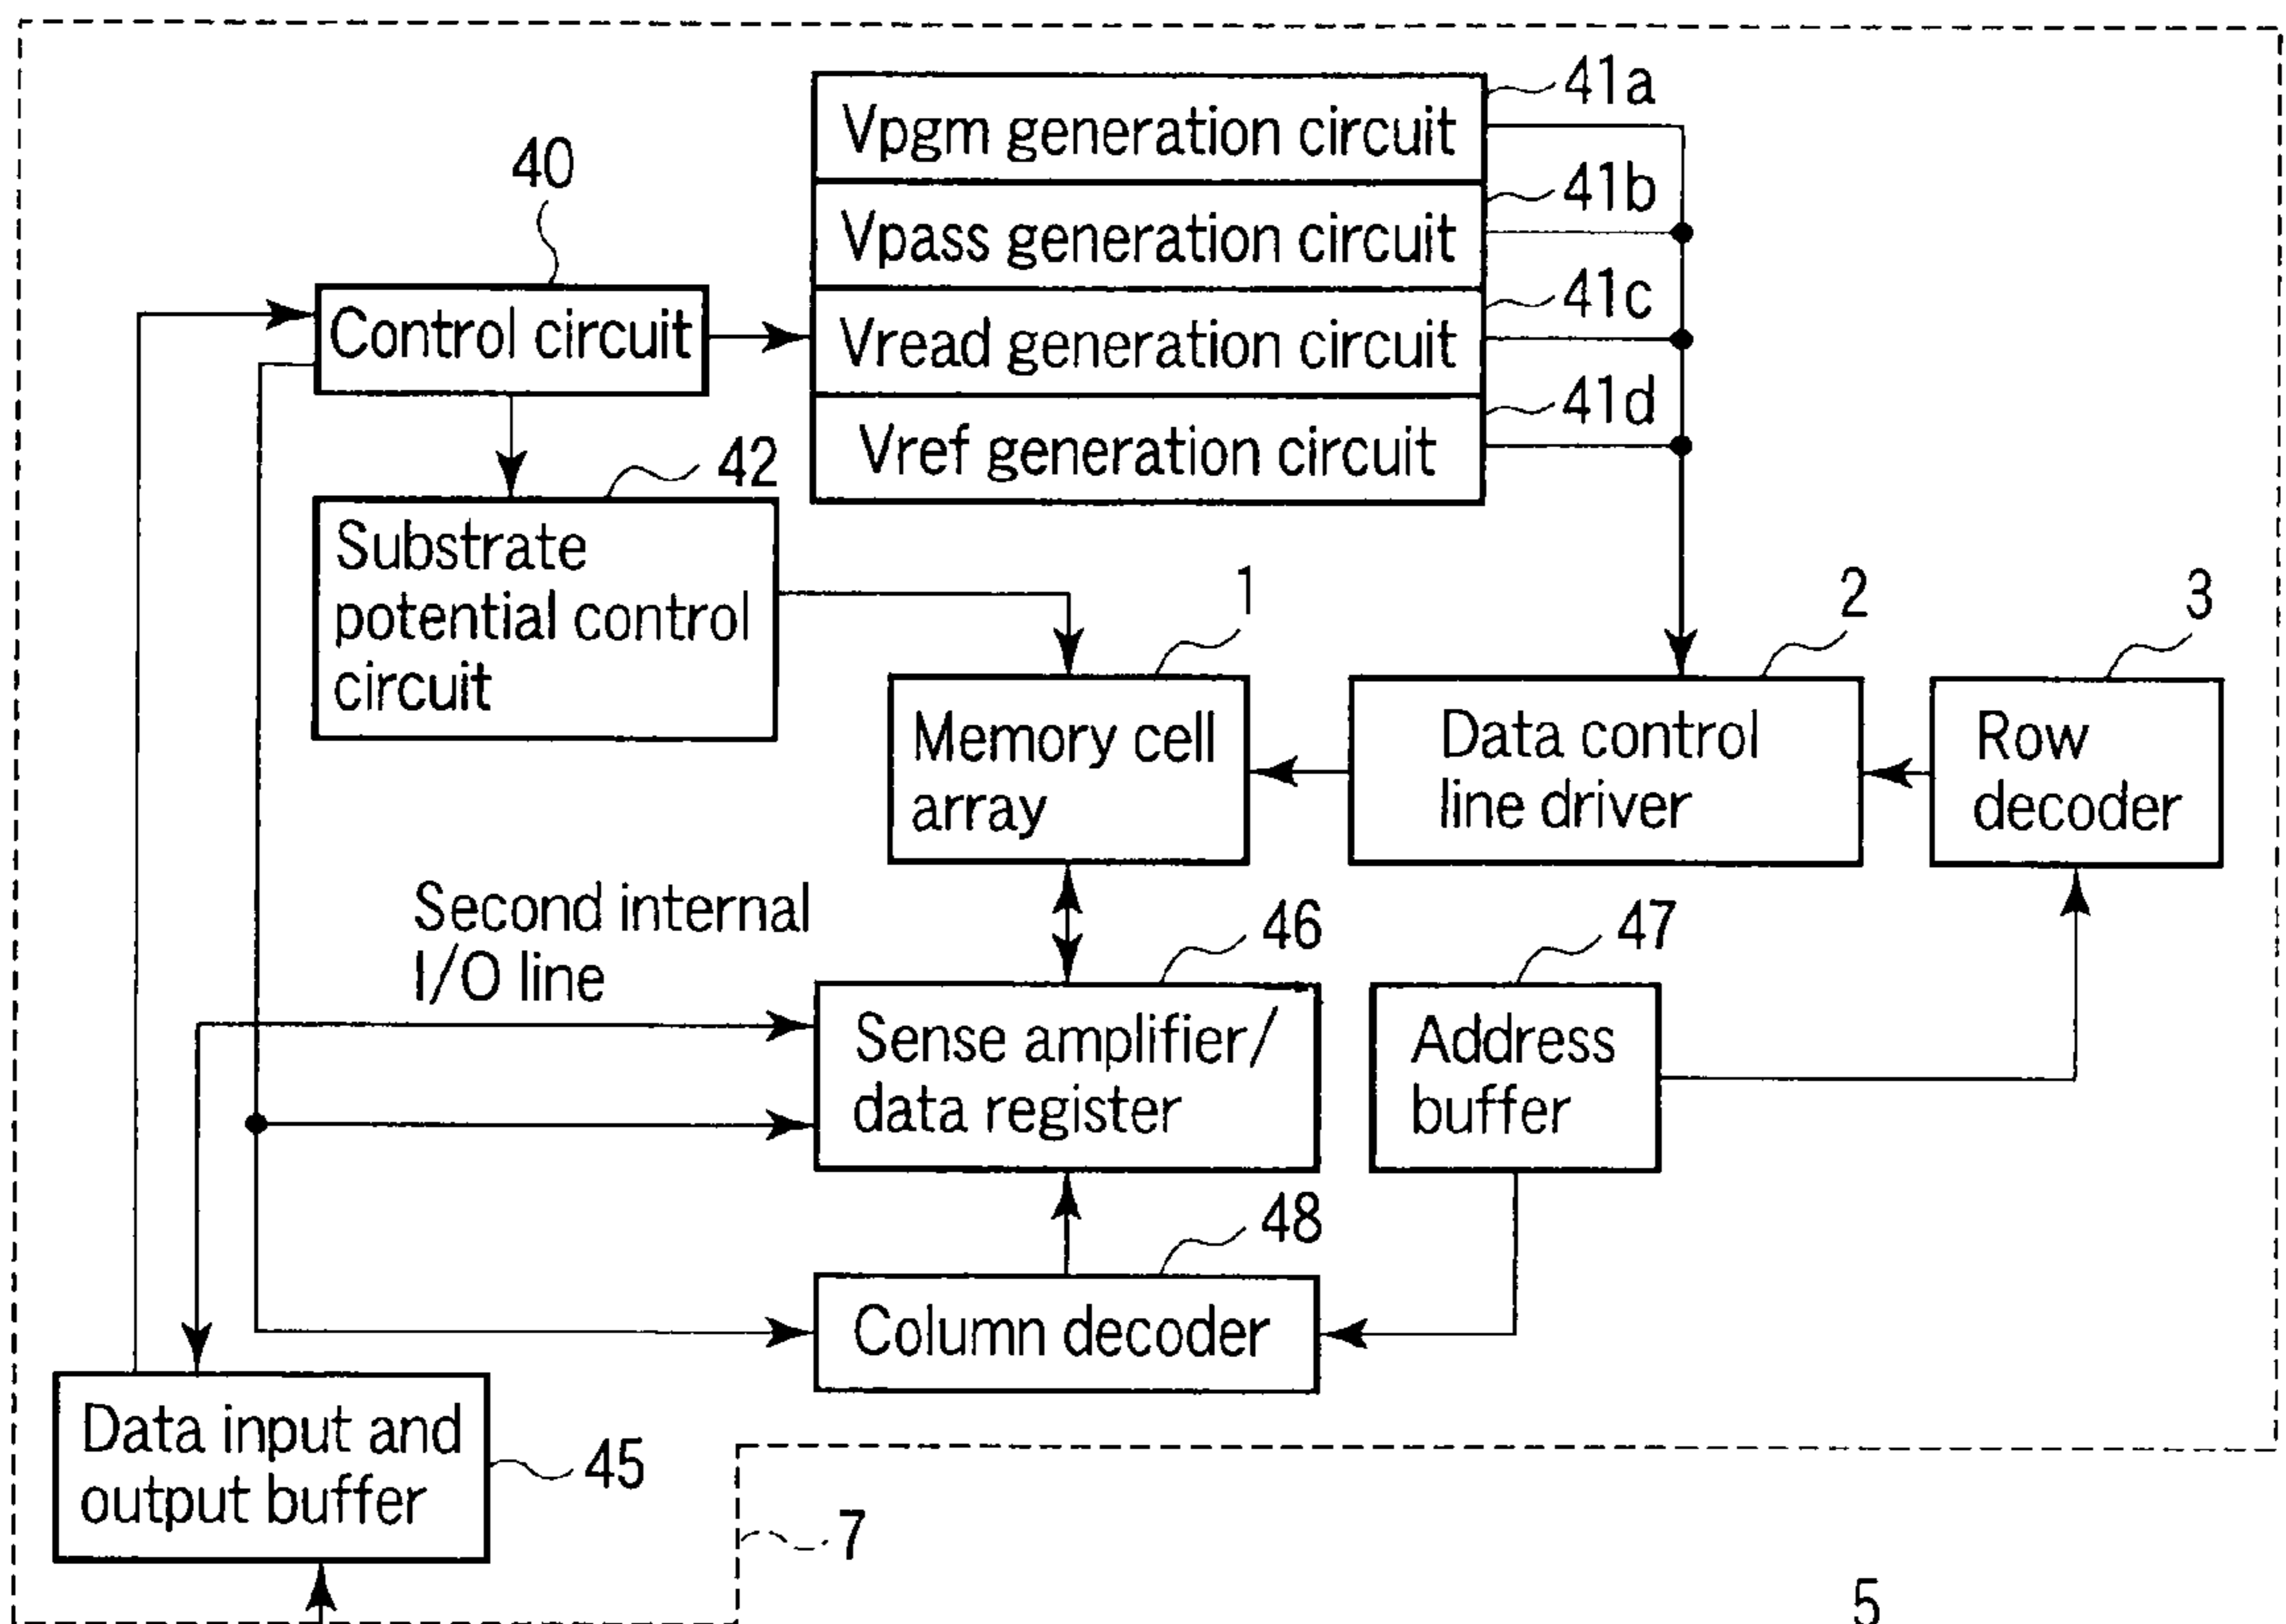 41a
Vpgm generation circuit
40
41b
Vpass generation circuit
41c
Control circuit
Vread generation circuit
41d
Vref generation circuit
42
Substrate
potential control
circuit
1
2
3
Memory cell
array
Data control
line driver
Row
decoder
Second internal
I/O line
46
47
Sense amplifier/
data register
Address
buffer
48
Column decoder
Data input and
output buffer
45
7
5